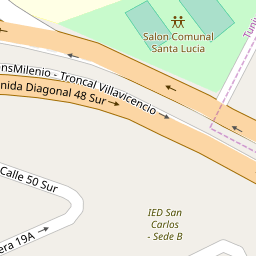 Salon Comunal
Santa Lucia
Tuni
nsMilenio - Troncal Villavicencio
nida Diagonal 48 Sur
Calle 50 Sur
IED San
Carlos
- Sede B
era 19A